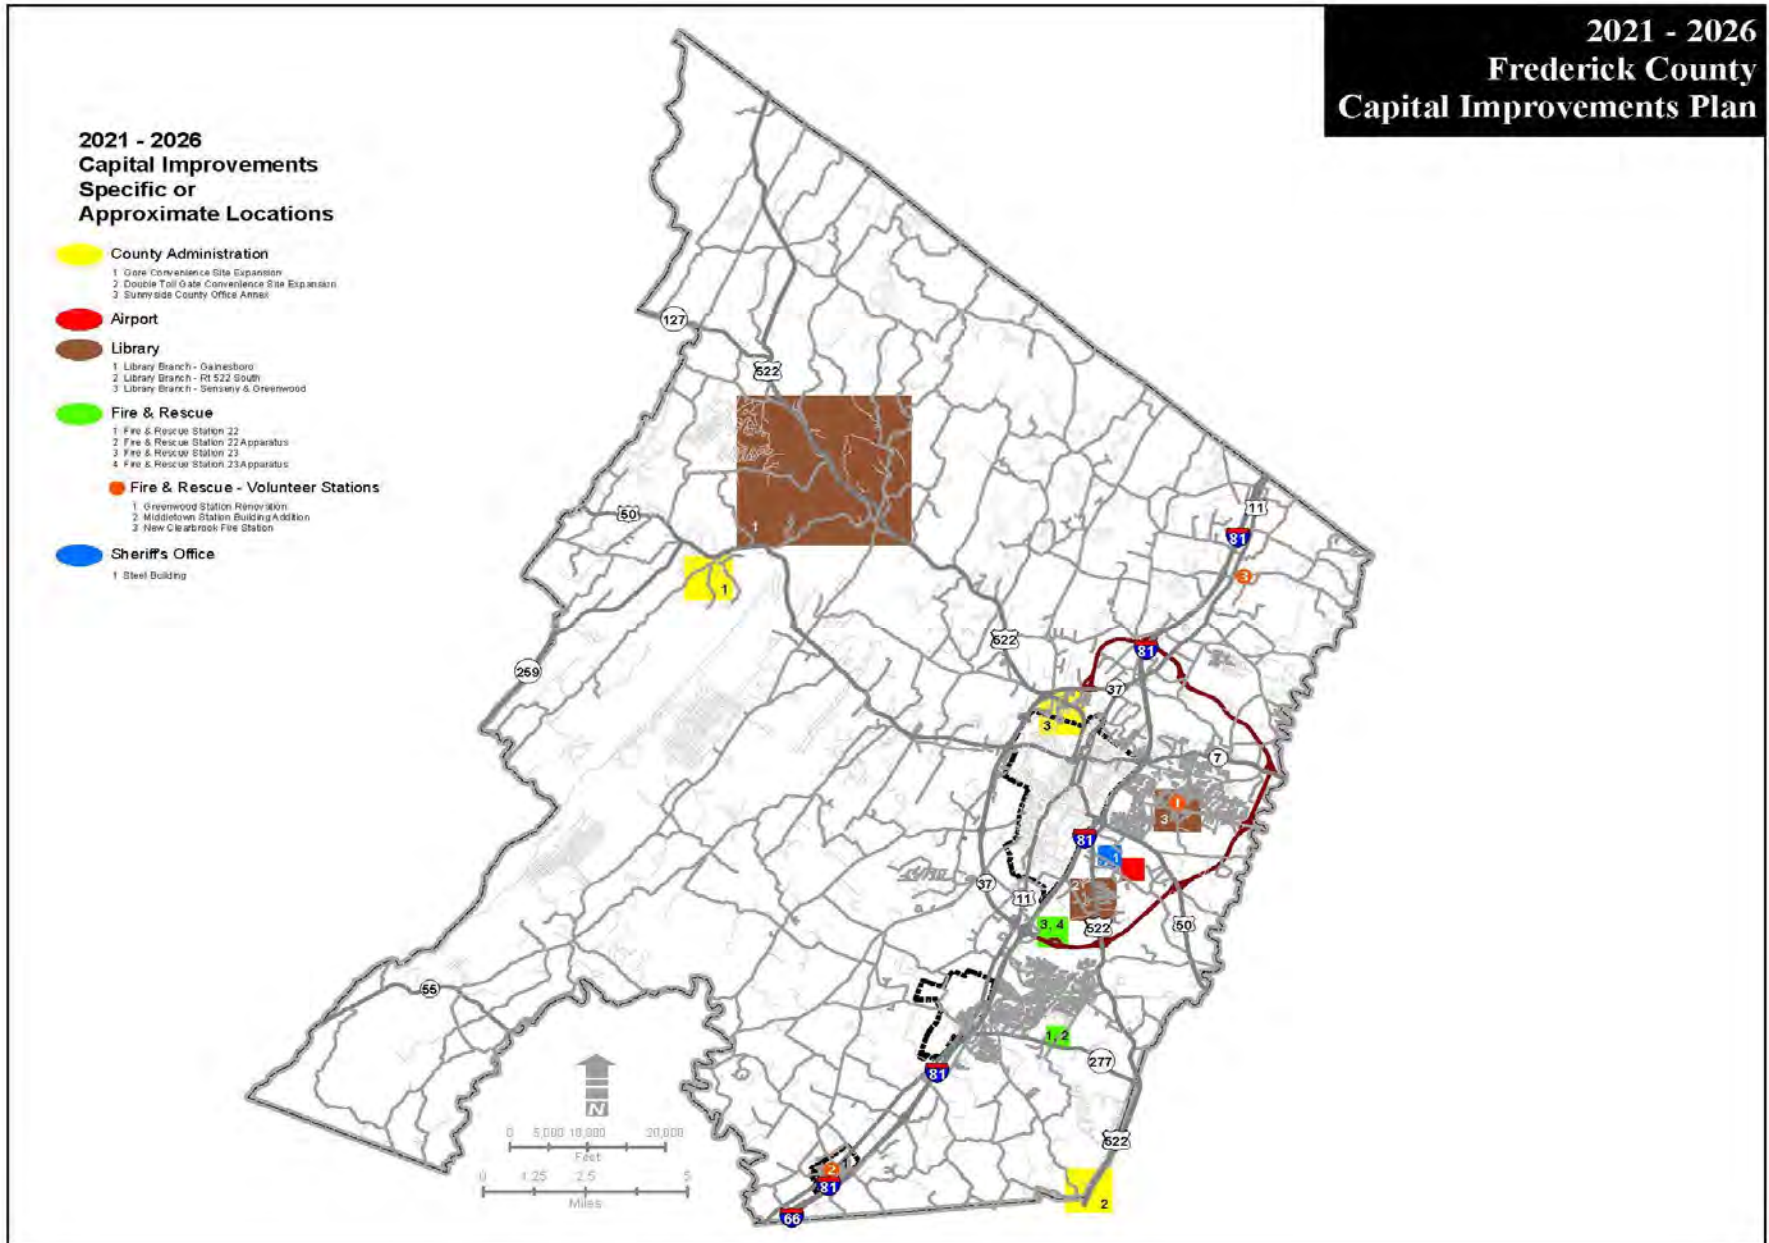 2021 - 2026
Frederick County
Capital Improvements Plan
2021 - 2026
Capital Improvements
Specific or
Approximate Locations
County Administration
1 Gore Convenience Site Expansion
2 Double Toll Gate Convenience Site Expansion
3 Sunnyside County Office Annex
Airport
Library
1 Library Branch - Gainesboro
2 Library Branch - Rt 522 South
3 Library Branch - Senseny & Greenwood
Fire & Rescue
1 Fire & Rescue Station 22
2 Fire & Rescue Station 22 Apparatus
3 Fire & Rescue Station 23
4 Fire & Rescue Station 23 Apparatus
Fire & Rescue - Volunteer Stations
1 Greenwood Station Renovation
2 Middletown Station Building Addition
3 New Clearbrook Fire Station
Sheriff's Office
1 Steel Building
127
522
50
1
1
259
11
81
3
522
81
37
3
7
1
3
81
1
37
11
2
3, 4
522
50
55
1, 2
277
81
522
2
81
66
2
N
0 5,000 10,000 20,000
Feet
0 1.25 2.5 5
Miles